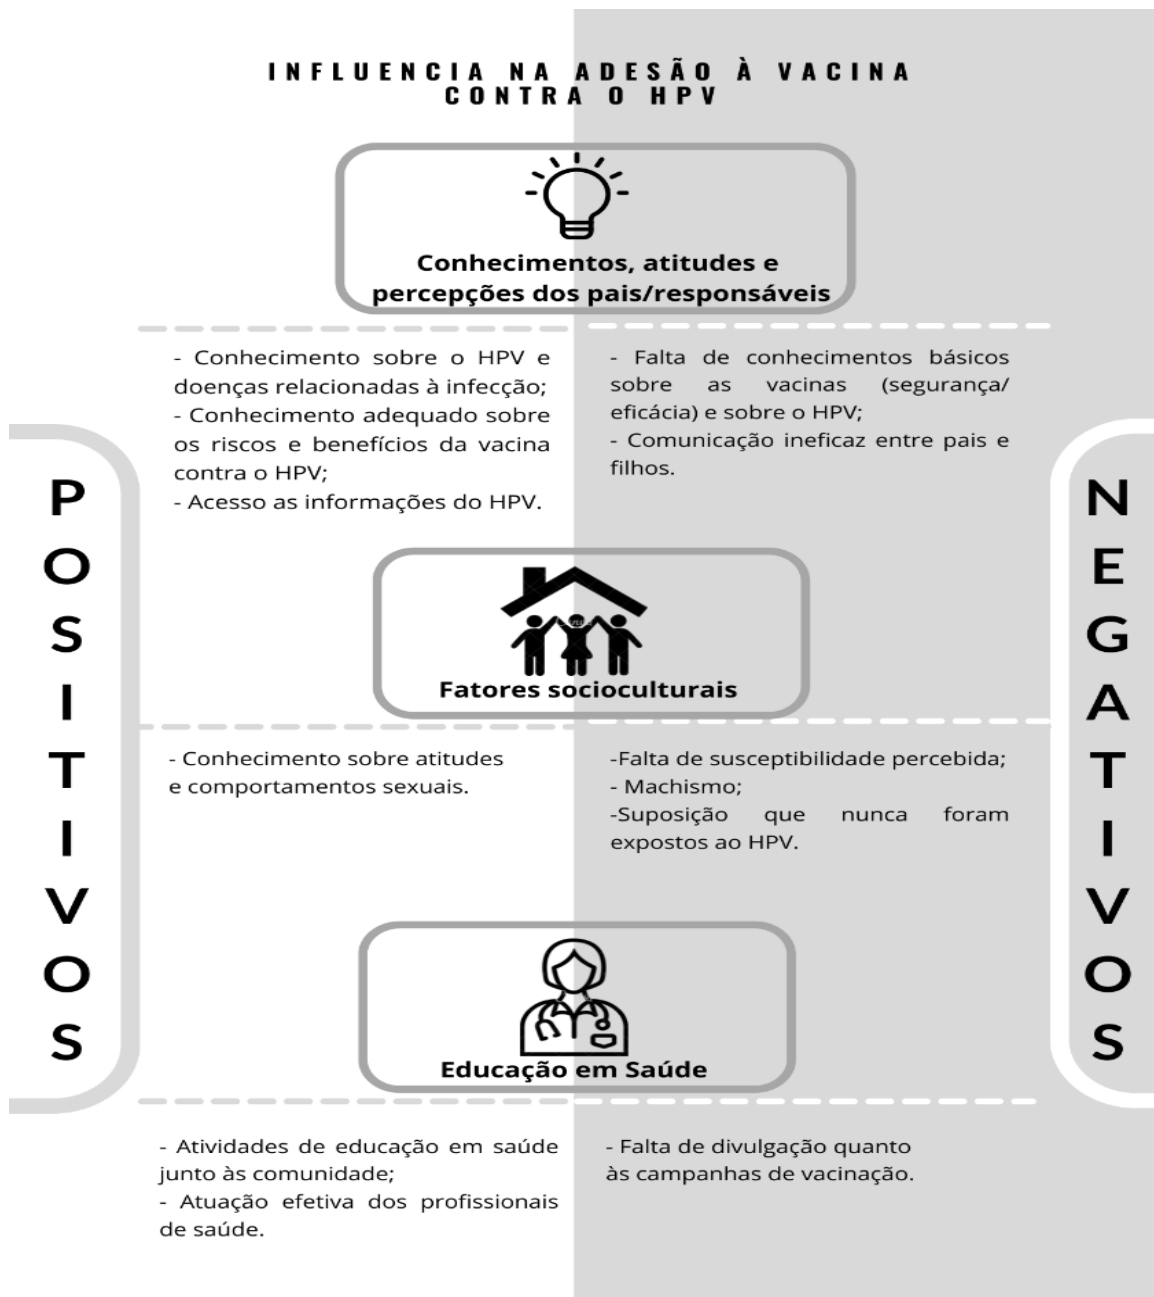 INFLUENCIA NA ADESÃO À VACINA
CONTRA O HPV
Conhecimentos, atitudes e
percepções dos pais/responsáveis
- Conhecimento sobre o HPV e
doenças relacionadas à infecção;
- Conhecimento adequado sobre
os riscos e benefícios da vacina
contra o HPV;
- Acesso as informações do HPV.
- Falta de conhecimentos básicos
sobre as vacinas (segurança/
eficácia) e sobre o HPV;
- Comunicação ineficaz entre pais e
filhos.
POSITIVOS
NEGATIVOS
Fatores socioculturais
- Conhecimento sobre atitudes
e comportamentos sexuais.
-Falta de susceptibilidade percebida;
- Machismo;
-Suposição que nunca foram
expostos ao HPV.
Educação em Saúde
- Atividades de educação em saúde
junto às comunidade;
- Atuação efetiva dos profissionais
de saúde.
- Falta de divulgação quanto
às campanhas de vacinação.